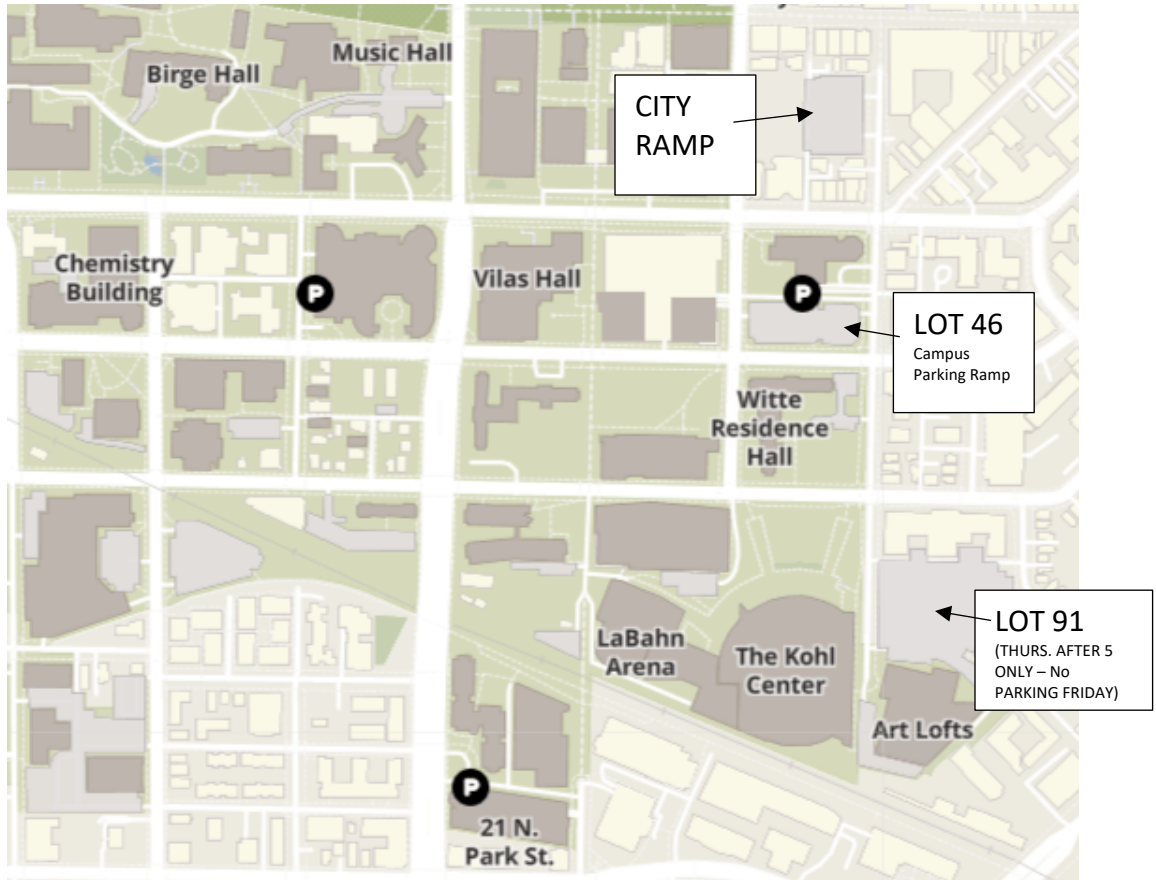 Music Hall
Birge Hall
CITY
RAMP
Chemistry
Building
P
Vilas Hall
P
LOT 46
Campus
Parking Ramp
Witte
Residence
Hall
LOT 91
(THURS. AFTER 5
ONLY – No
PARKING FRIDAY)
LaBahn
Arena
The Kohl
Center
Art Lofts
P
21 N.
Park St.